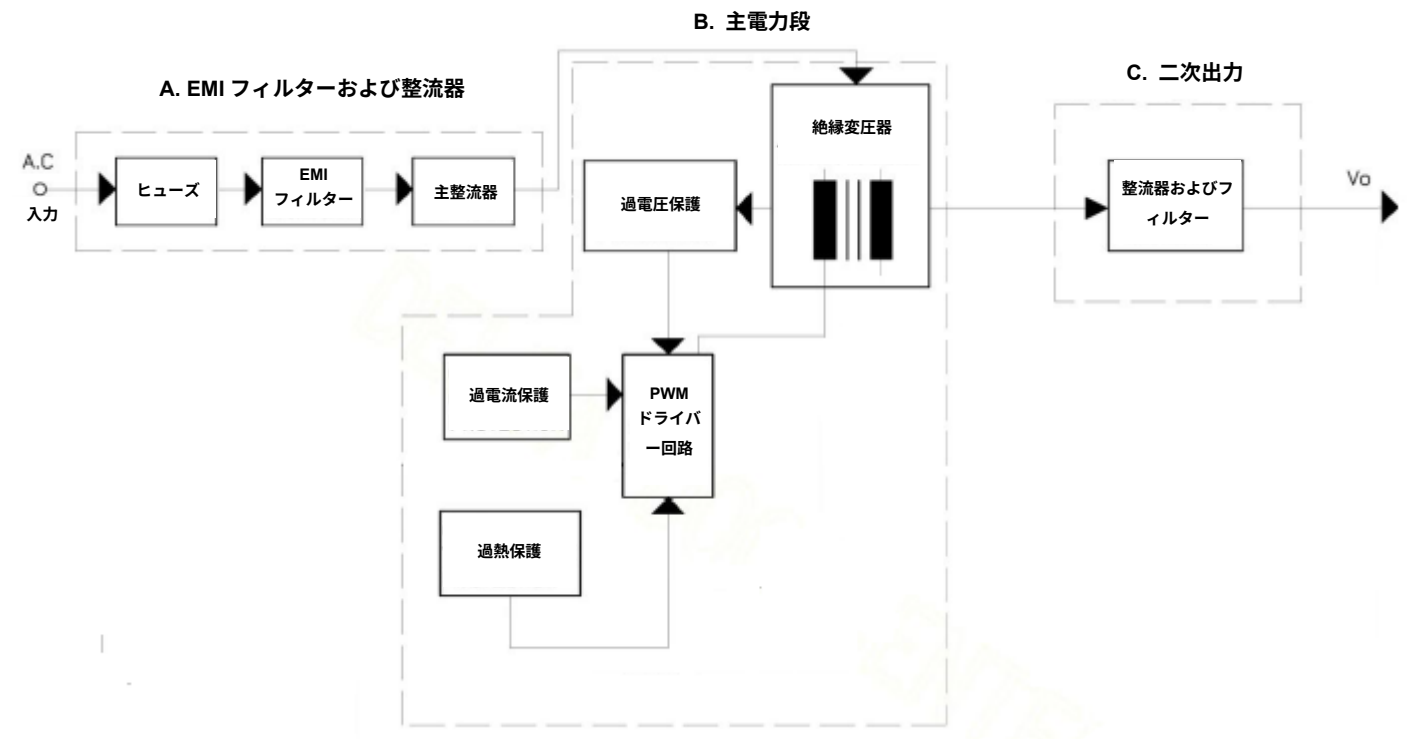 B. 主電力段
C. 二次出力
A. EMI フィルターおよび整流器
A.C
入力
ヒューズ
EMI
フィルター
主整流器
過電圧保護
絶縁変圧器
整流器およびフ
ィルター
Vo
過電流保護
PWM
ドライバ
ー回路
過熱保護